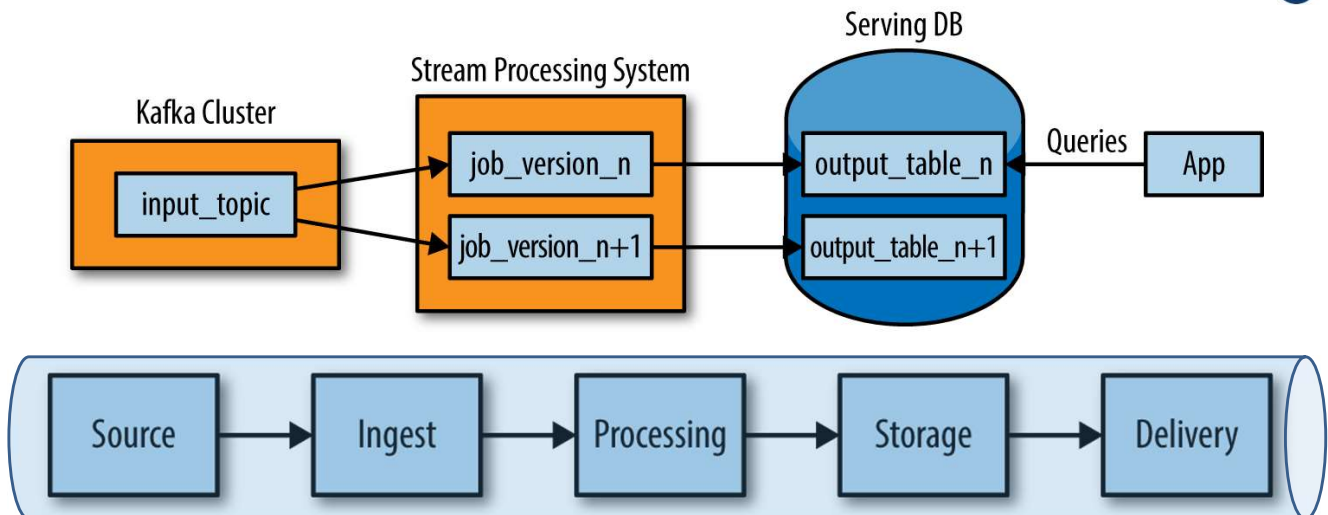 Serving DB
Stream Processing System
Kafka Cluster
input_topic
job_version_n
job_version_n+1
output_table_n
output_table_n+1
Queries
App
Source
Ingest
Processing
Storage
Delivery